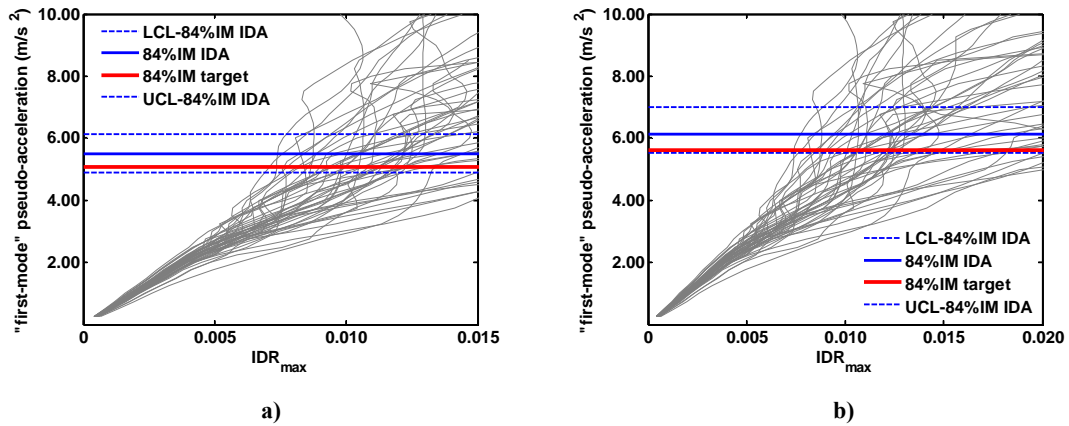 "first-mode" pseudo-acceleration (m/s 2)
10.00
8.00
6.00
4.00
2.00
LCL-84%IM IDA
84%IM IDA
84%IM target
UCL-84%IM IDA
0
0.005
0.010
0.015
IDRmax
a)
"first-mode" pseudo-acceleration (m/s 2)
10.00
8.00
6.00
4.00
2.00
LCL-84%IM IDA
84%IM IDA
84%IM target
UCL-84%IM IDA
0
0.005
0.010
0.015
0.020
IDRmax
b)